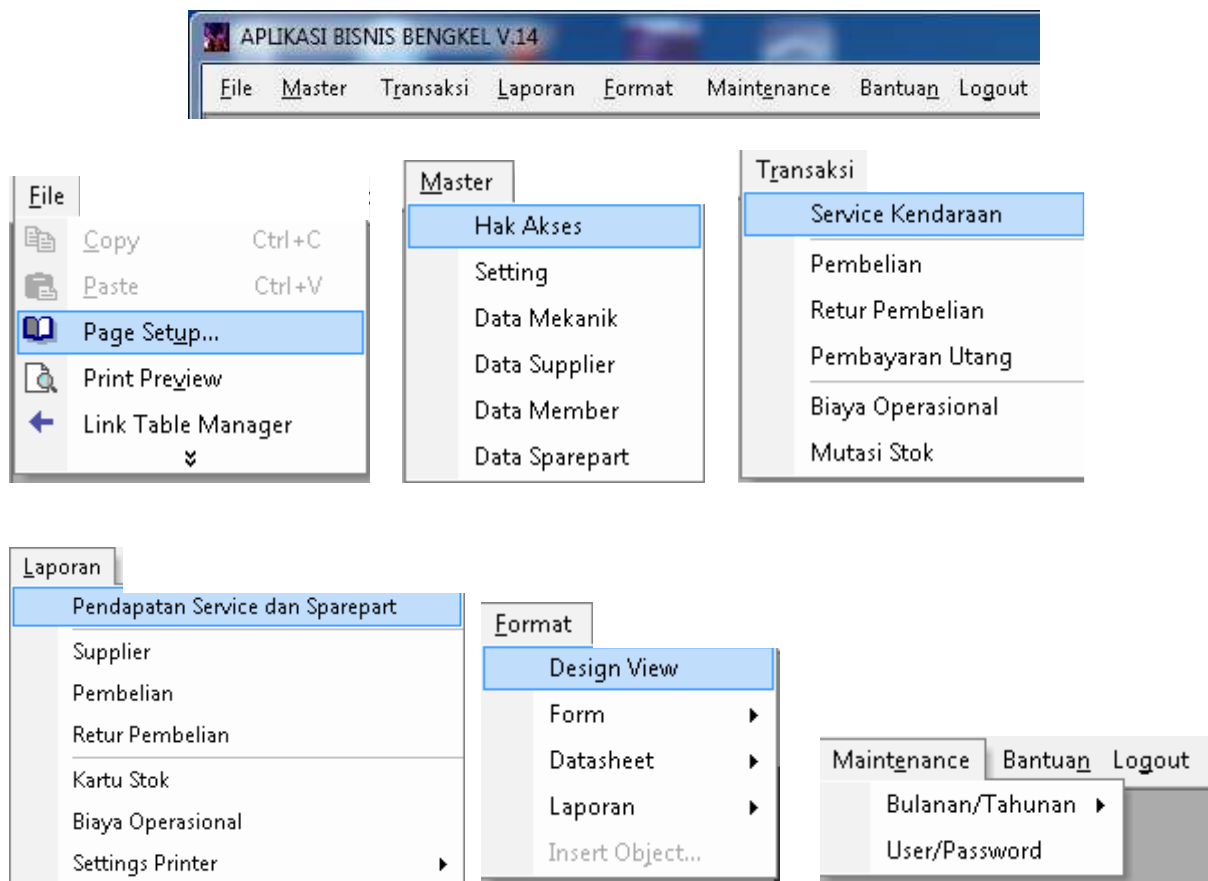 APLIKASI BISNIS BENGKEL V.14
File Master Transaksi Laporan Format Maintenance Bantuan Logout
File
Copy Ctrl+C
Paste Ctrl+V
Page Setup...
Print Preview
Link Table Manager
Master
Hak Akses
Setting
Data Mekanik
Data Supplier
Data Member
Data Sparepart
Transaksi
Service Kendaraan
Pembelian
Retur Pembelian
Pembayaran Utang
Biaya Operasional
Mutasi Stok
Laporan
Pendapatan Service dan Sparepart
Supplier
Pembelian
Retur Pembelian
Kartu Stok
Biaya Operasional
Settings Printer
Format
Design View
Form
Datasheet
Laporan
Insert Object...
Maintenance Bantuan Logout
Bulanan/Tahunan
User/Password